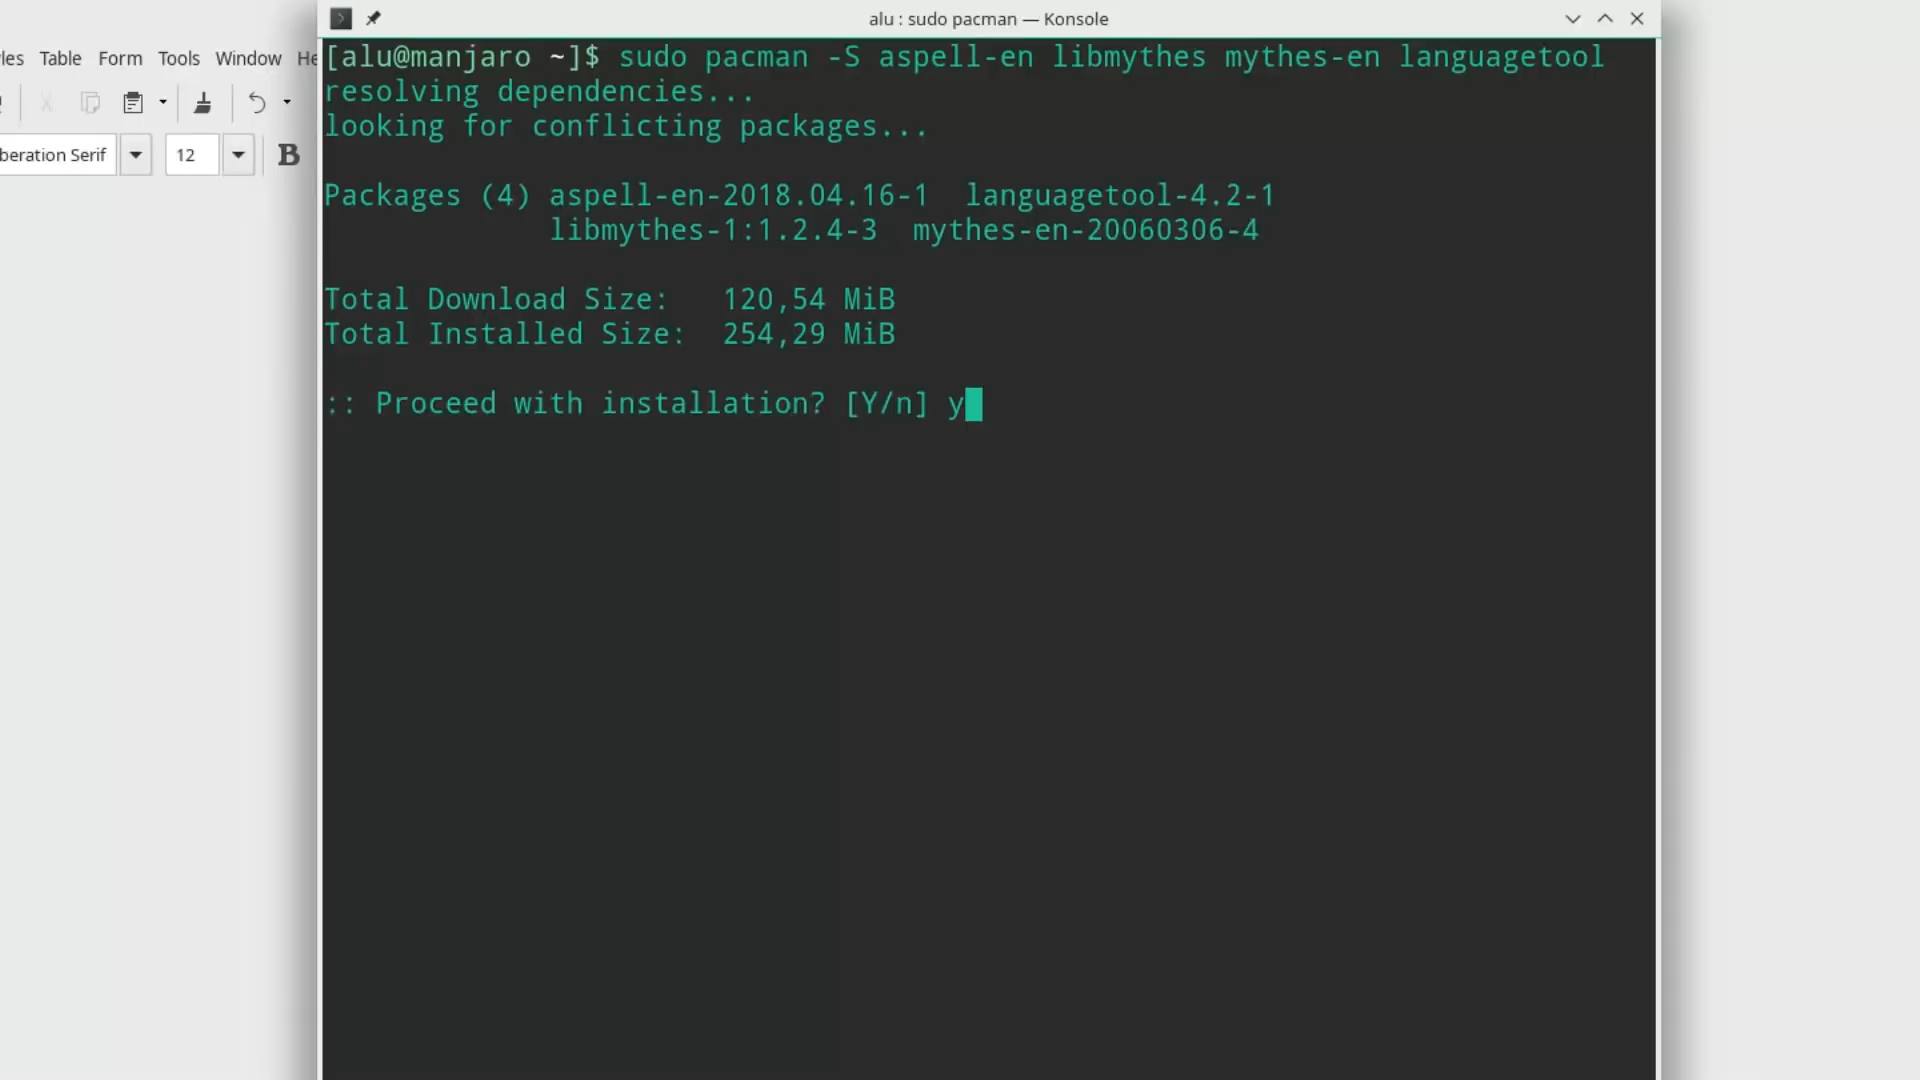 alu : sudo pacman — Konsole
Table Form Tools Window
Serif 12 B
[alu@manjaro ~]$ sudo pacman -S aspell-en libmythes mythes-en languagetool
resolving dependencies...
looking for conflicting packages...
Packages (4) aspell-en-2018.04.16-1 languagetool-4.2-1
libmythes-1:1.2.4-3 mythes-en-20060306-4
Total Download Size: 120,54 MiB
Total Installed Size: 254,29 MiB
:: Proceed with installation? [Y/n] y